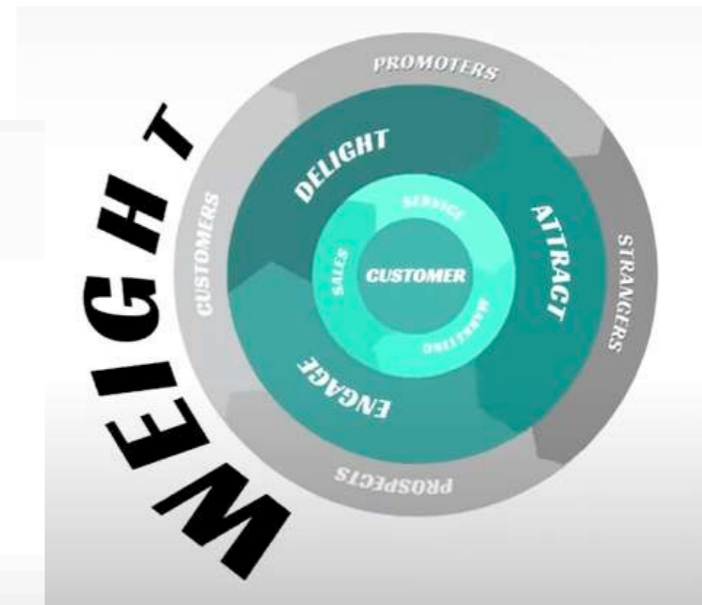 WEIGHT
PROMOTERS
STRANGERS
PROSPECTS
CUSTOMERS
DELIGHT
ATTRACT
ENGAGE
SERVICE
MARKETING
SALES
CUSTOMER